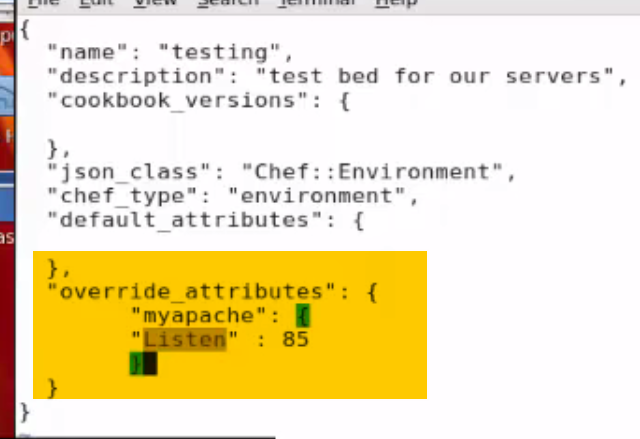 File Edit View Search Terminal Help
{
"name": "testing",
"description": "test bed for our servers",
"cookbook_versions": {
},
"json_class": "Chef::Environment",
"chef_type": "environment",
"default_attributes": {
},
"override_attributes": {
"myapache": {
"Listen" : 85
}
}
}
~